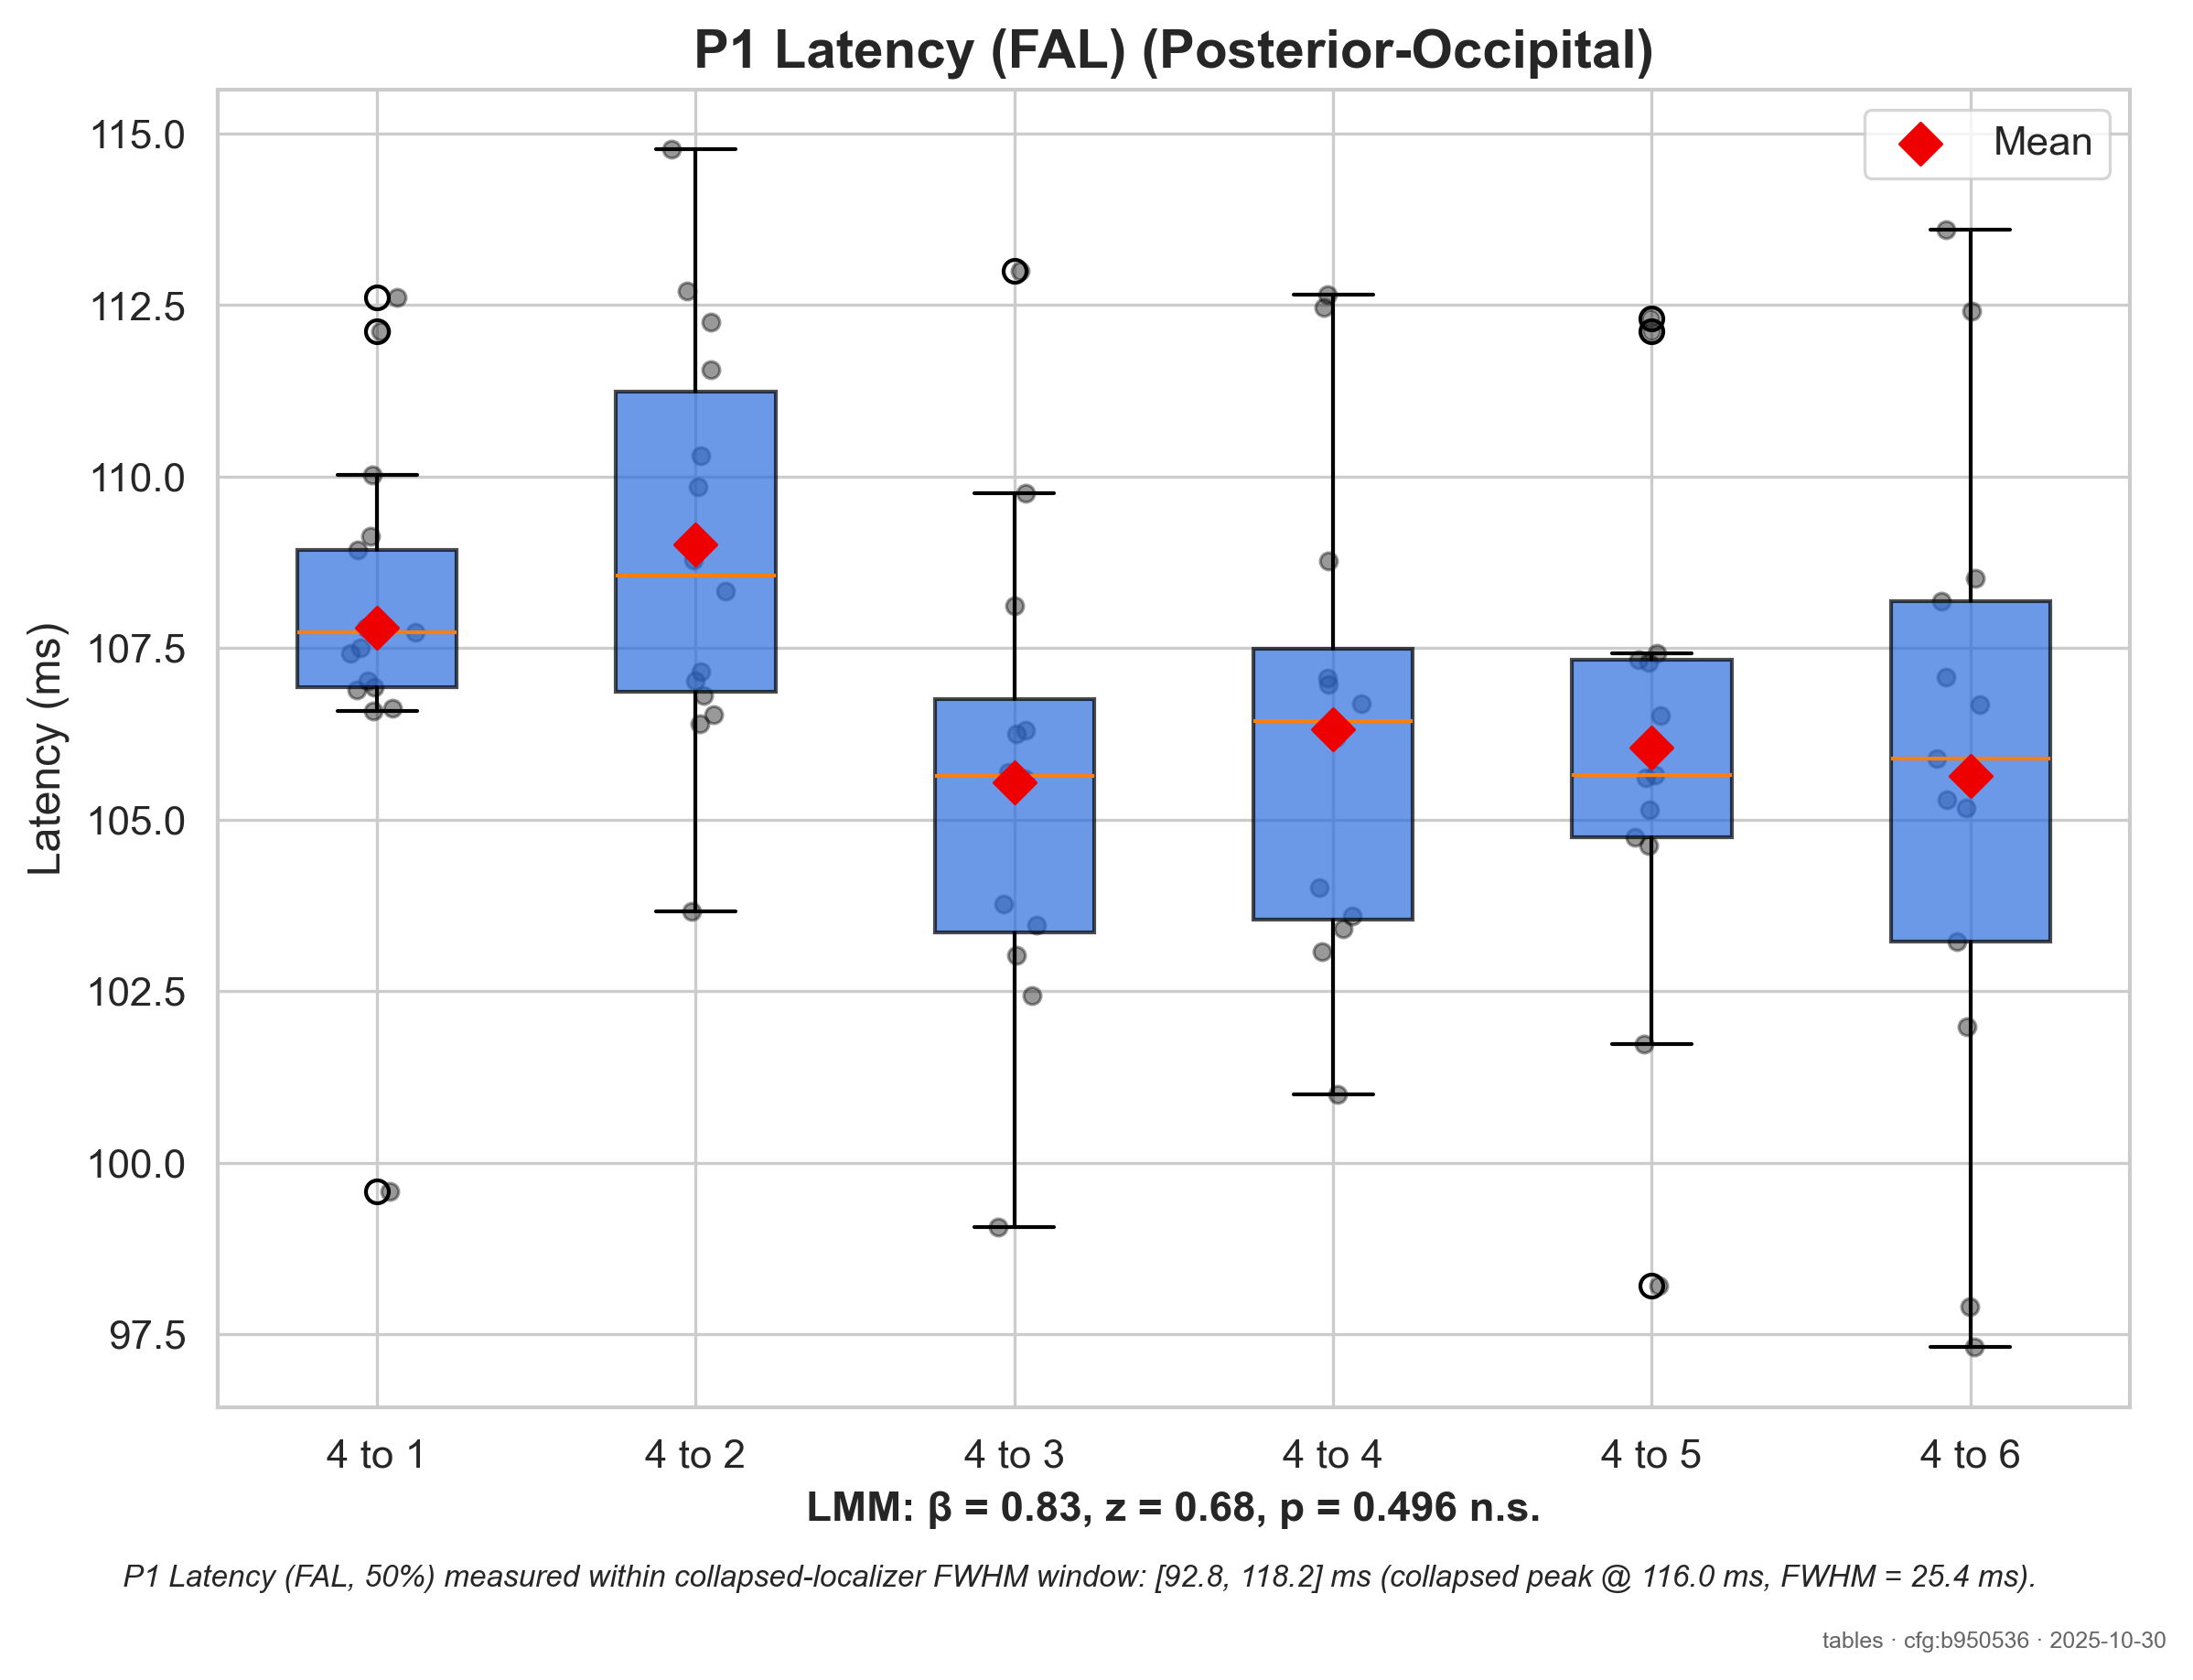 P1 Latency (FAL) (Posterior-Occipital)
Mean
Latency (ms)
115.0
112.5
110.0
107.5
105.0
102.5
100.0
97.5
4 to 1
4 to 2
4 to 3
4 to 4
4 to 5
4 to 6
LMM: β = 0.83, z = 0.68, p = 0.496 n.s.
P1 Latency (FAL, 50%) measured within collapsed-localizer FWHM window: [92.8, 118.2] ms (collapsed peak @ 116.0 ms, FWHM = 25.4 ms).
tables · cfg:b950536 · 2025-10-30